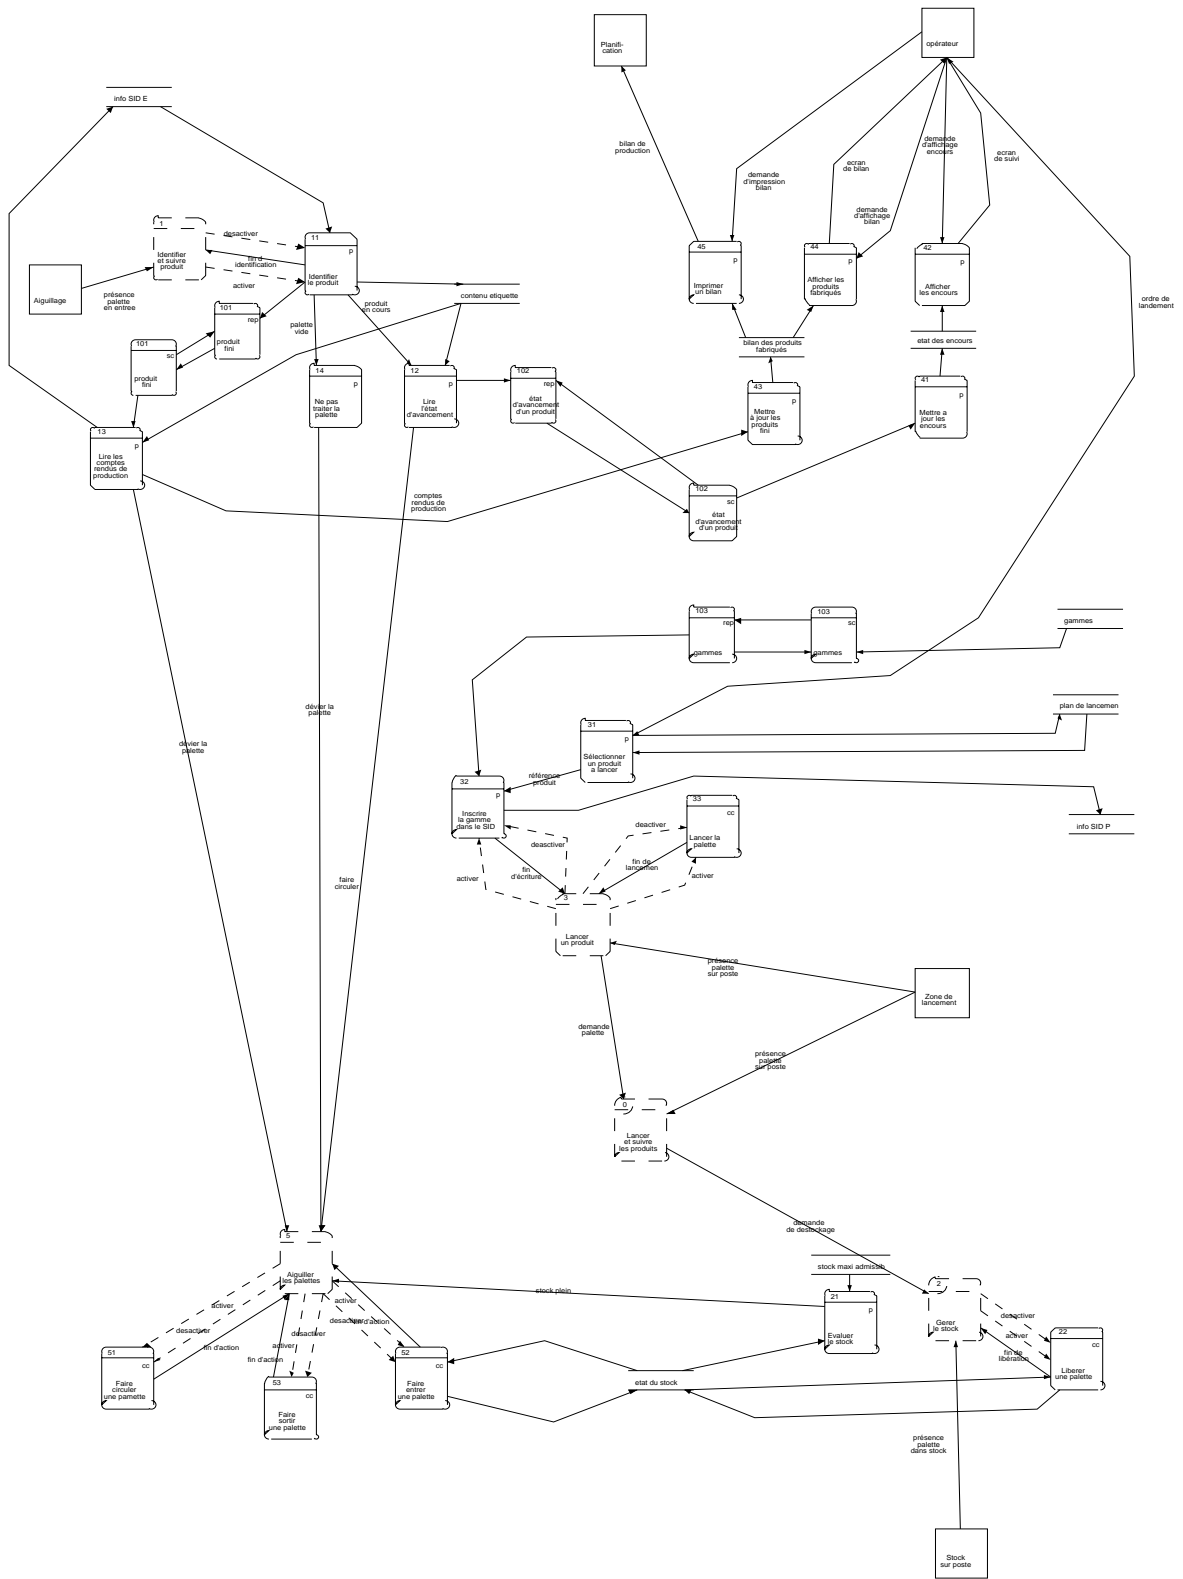 Planifi-
cation
opérateur
info SID E
bilan de
production
demande
d'affichage
encours
ecran
de suivi
ecran
de bilan
demande
d'impression
bilan
demande
d'affichage
bilan
1
Identifier
et suivre
produit
desactiver
fin d
identification
activer
11
p
Identifier
le produit
45
p
Imprimer
un bilan
44
p
Afficher les
produits
fabriqués
42
p
Afficher
les encours
Aiguillage
présence
palette
en entree
contenu etiquette
ordre de
landement
101
rep
produit
fini
produit
en cours
palette
vide
101
sc
produit
fini
bilan des produits
fabriqués
etat des encours
14
p
Ne pas
traiter la
palette
12
p
Lire
l'état
d'avancement
102
rep
état
d'avancement
d'un produit
43
p
Mettre
à jour les
produits
fini
41
p
Mettre a
jour les
encours
13
p
Lire les
comptes
rendus de
production
comptes
rendus de
production
102
sc
état
d'avancement
d'un produit
103
rep
gammes
103
sc
gammes
gammes
dévier la
palette
dévier la
palette
plan de lancemen
31
p
Sélectionner
un produit
a lancer
référence
produit
32
p
Inscrire
la gamme
dans le SID
33
cc
Lancer la
palette
info SID P
deasctiver
deactiver
fin
d'écriture
fin de
lancemen
activer
activer
faire
circuler
3
Lancer
un produit
présence
palette
sur poste
Zone de
lancement
demande
palette
présence
palette
sur poste
0
Lancer
et suivre
les produits
demande
de destockage
5
Aiguiller
les palettes
stock maxi admissib
stock plein
21
p
Evaluer
le stock
2
Gerer
le stock
desactiver
activer
fin de
libération
22
cc
Liberer
une palette
activer
desactiver
fin d'action
activer
desactiver
fin d'action
activer
desactiver
fin d'action
51
cc
Faire
circuler
une pamette
53
cc
Faire
sortir
une palette
52
cc
Faire
entrer
une palette
etat du stock
présence
palette
dans stock
Stock
sur poste